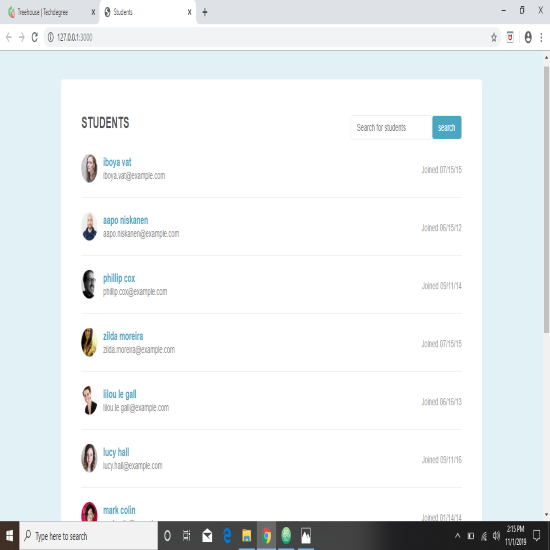 Treehouse | Techdegree
Students
127.0.0.1:3000
STUDENTS
Search for students
search
iboya vat
iboya.vat@example.com
Joined 07/15/15
aapo niskanen
aapo.niskanen@example.com
Joined 06/15/12
phillip cox
phillip.cox@example.com
Joined 09/11/14
zilda moreira
zilda.moreira@example.com
Joined 07/15/15
lilou le gall
lilou.le gall@example.com
Joined 06/16/13
lucy hall
lucy.hall@example.com
Joined 09/11/16
mark colin
Joined 01/14/14
Type here to search
2:15 PM
11/1/2019